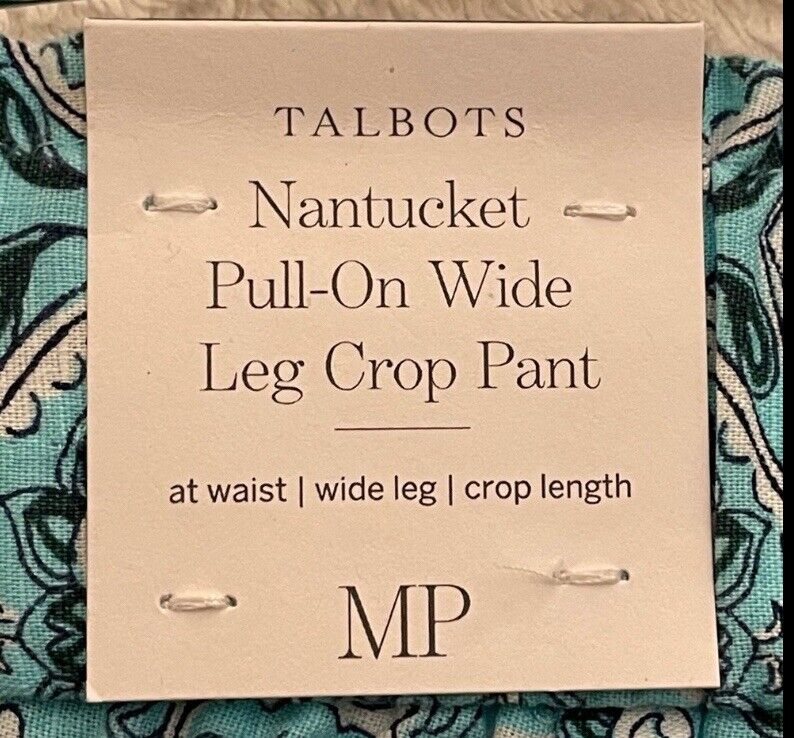 TALBOTS
Nantucket
Pull-On Wide
Leg Crop Pant
at waist | wide leg | crop length
MP